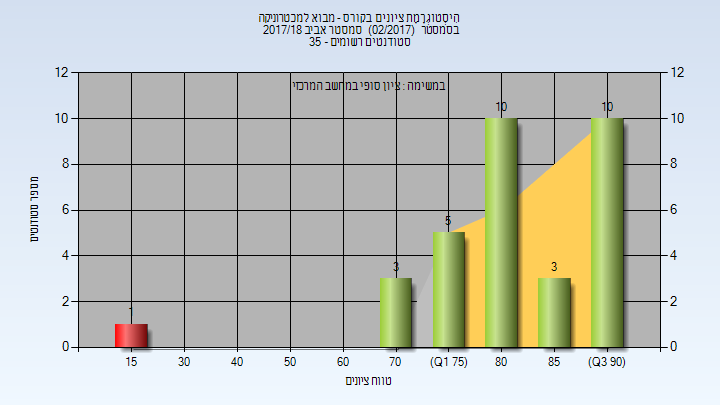 היסטוגרמת ציונים בקורס - מבוא למכטרוניקה
בסמסטר (02/2017) סמסטר אביב 2017/18
סטודנטים רשומים - 35
במשימה : ציון סופי במחשב המרכזי
מספר סטודנטים
12 12
10 10
8 8
6 6
4 4
2 2
0 0
1 3 5 10 3 10
15 30 40 50 60 70 (Q1 75) 80 85 (Q3 90)
טווח ציונים